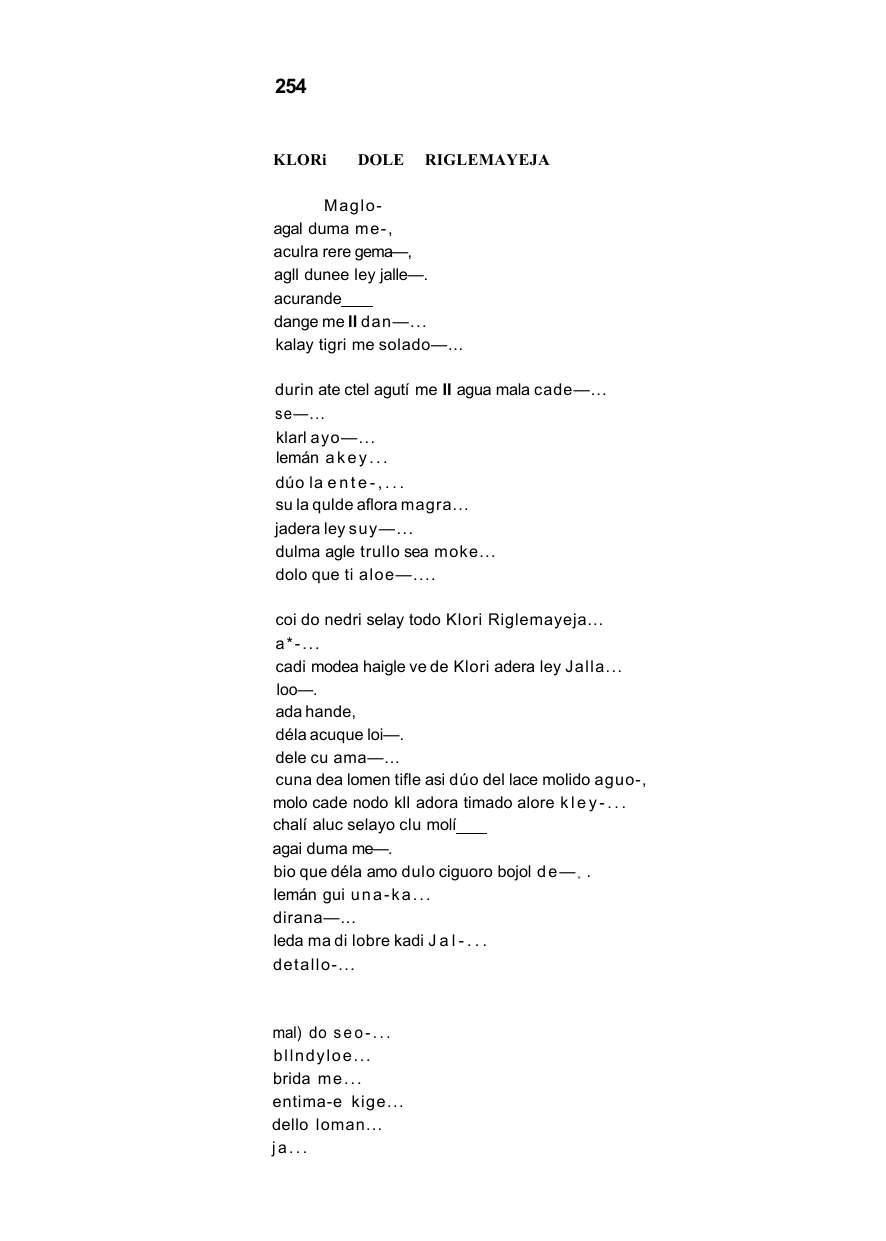 254
KLORi DOLE RIGLEMAYEJA
Maglo-
agal duma me-,
aculra rere gema—,
agll dunee ley jalle—.
acurande____
dange me ll dan—...
kalay tigri me solado—...
durin ate ctel agutí me ll agua mala cade—...
se—...
klarl ayo—...
lemán akey...
dúo la ente-,...
su la qulde aflora magra...
jadera ley suy—...
dulma agle trullo sea moke...
dolo que ti aloe—....
coi do nedri selay todo Klori Riglemayeja...
a*-...
cadi modea haigle ve de Klori adera ley Jalla...
loo—.
ada hande,
déla acuque loi—.
dele cu ama—...
cuna dea lomen tifle asi dúo del lace molido aguo-,
molo cade nodo kll adora timado alore kley-...
chalí aluc selayo clu molí____
agai duma me—.
bio que déla amo dulo ciguoro bojol de—. .
lemán gui una-ka...
dirana—...
leda ma di lobre kadi Jal-...
detallo-...
mal) do seo-...
bllndyloe...
brida me...
entima-e kige...
dello loman...
ja...